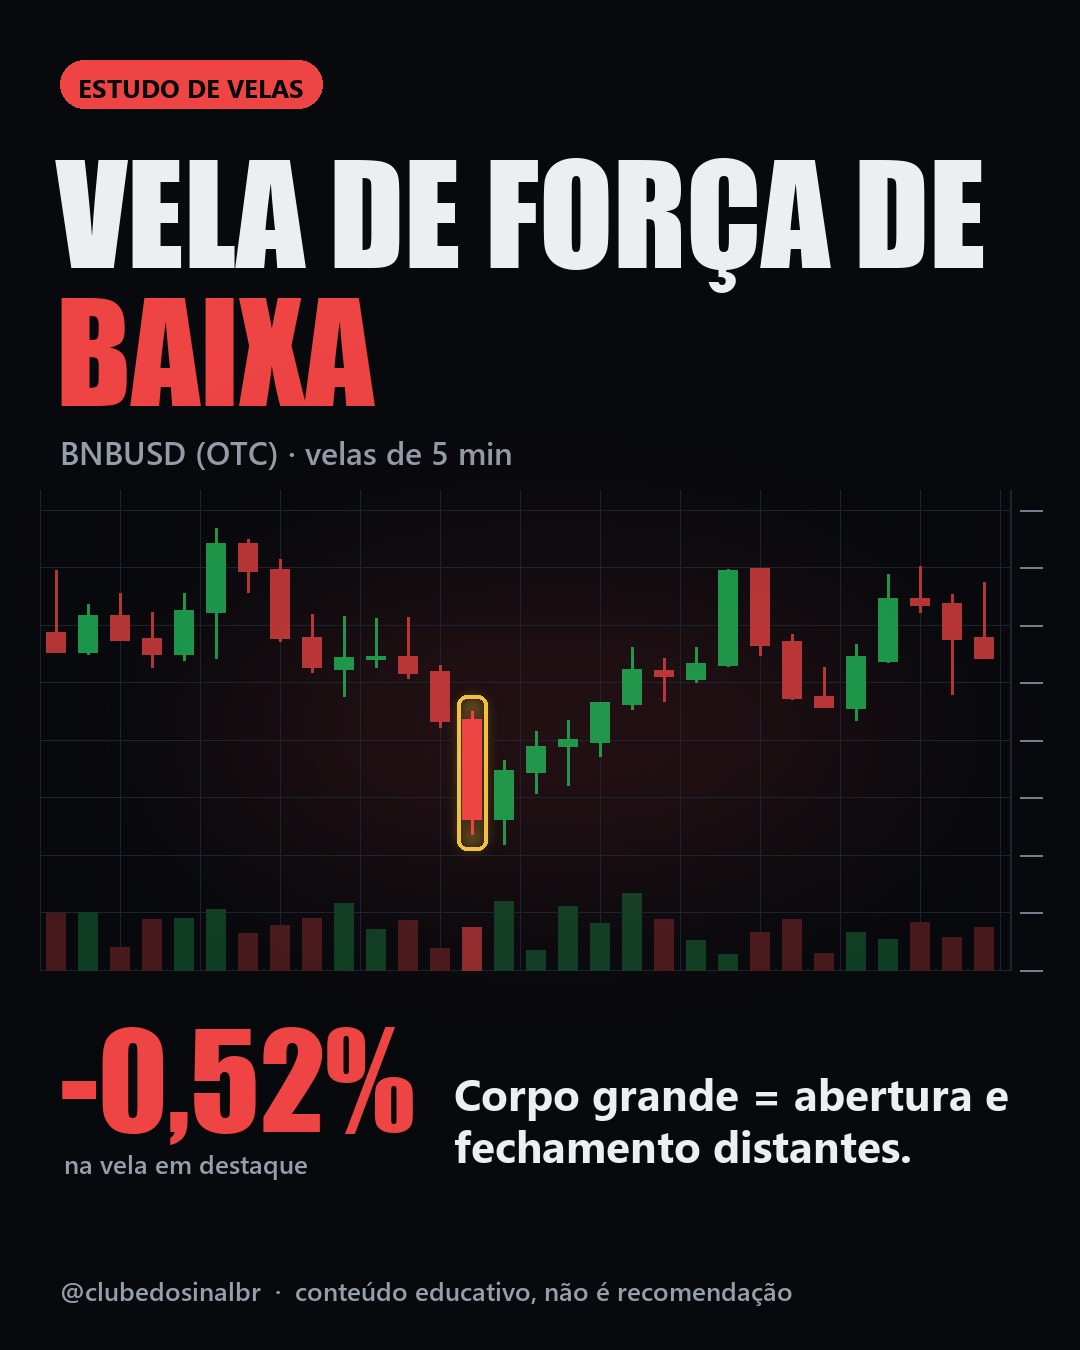 ESTUDO DE VELAS
VELA DE FORÇA DE
BAIXA
BNBUSD (OTC) · velas de 5 min
-0,52%
na vela em destaque
Corpo grande = abertura e
fechamento distantes.
@clubedosinalbr · conteúdo educativo, não é recomendação